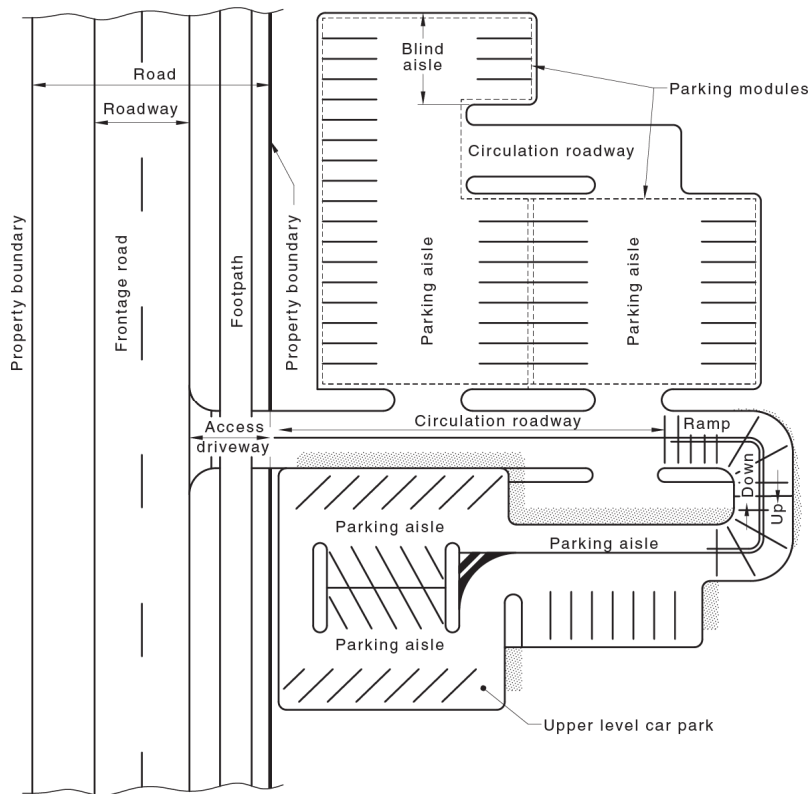 Road
Roadway
Blind
aisle
Parking modules
Circulation roadway
Property boundary
Frontage road
Footpath
Property boundary
Parking aisle
Parking aisle
Access
driveway
Circulation roadway
Ramp
Down
Up
Parking aisle
Parking aisle
Parking aisle
Upper level car park